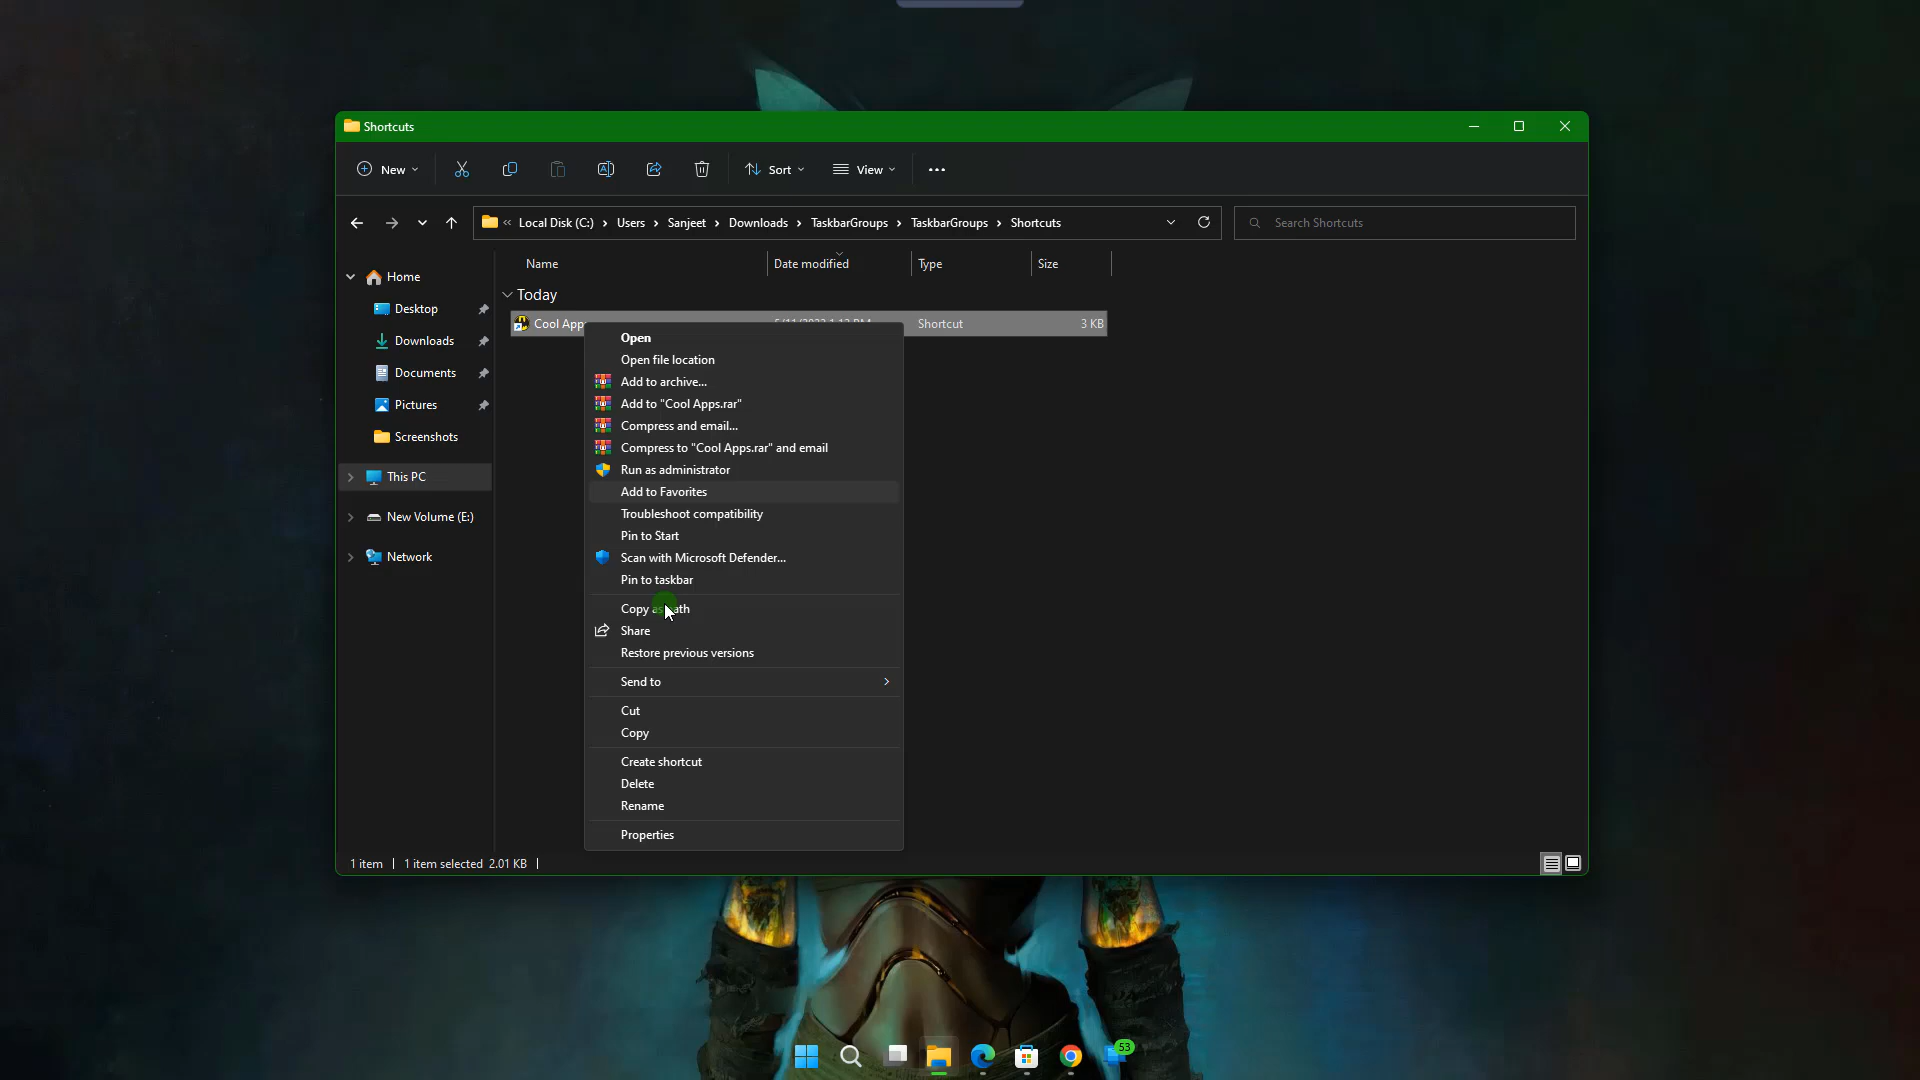 Shortcuts
New
Sort
View
Local Disk (C:) Users Sanjeet Downloads TaskbarGroups TaskbarGroups Shortcuts
Search Shortcuts
Name Date modified Type Size
Home
Desktop
Downloads
Documents
Pictures
Screenshots
This PC
New Volume (E:)
Network
Today
Cool App Shortcut 3 KB
Open
Open file location
Add to archive...
Add to "Cool Apps.rar"
Compress and email...
Compress to "Cool Apps.rar" and email
Run as administrator
Add to Favorites
Troubleshoot compatibility
Pin to Start
Scan with Microsoft Defender...
Pin to taskbar
Copy as path
Share
Restore previous versions
Send to
Cut
Copy
Create shortcut
Delete
Rename
Properties
1 item 1 item selected 2.01 KB
53